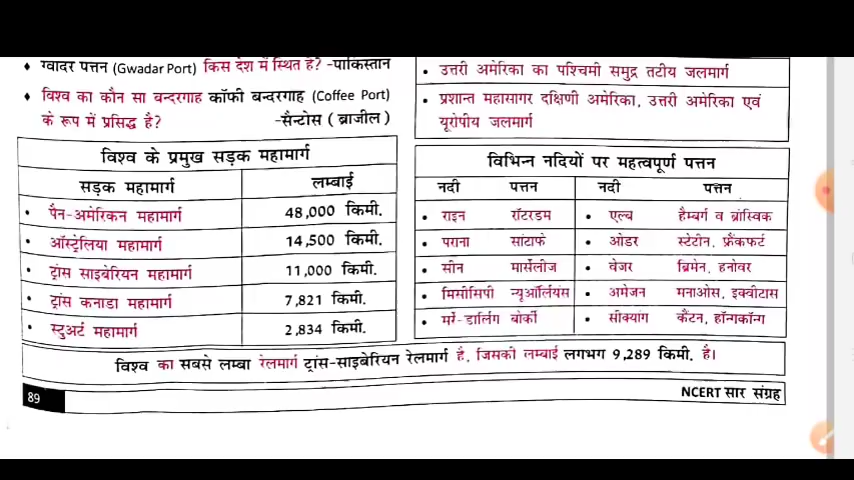 ♦ ग्वादर पत्तन (Gwadar Port) किस देश में स्थित है? -पाकिस्तान
♦ विश्व का कौन सा बन्दरगाह कॉफी बन्दरगाह (Coffee Port)
के रूप में प्रसिद्ध है? -सैन्टोस ( ब्राजील )
• उत्तरी अमेरिका का पश्चिमी समुद्र तटीय जलमार्ग
• प्रशान्त महासागर दक्षिणी अमेरिका, उत्तरी अमेरिका एवं
यूरोपीय जलमार्ग
विश्व के प्रमुख सड़क महामार्ग
सड़क महामार्ग लम्बाई
• पैन-अमेरिकन महामार्ग 48,000 किमी.
• ऑस्ट्रेलिया महामार्ग 14,500 किमी.
• ट्रांस साइबेरियन महामार्ग 11,000 किमी.
• ट्रांस कनाडा महामार्ग 7,821 किमी.
• स्टुअर्ट महामार्ग 2,834 किमी.
विभिन्न नदियों पर महत्वपूर्ण पत्तन
नदी पत्तन नदी पत्तन
• राइन रॉटरडम • एल्ब हैम्बर्ग व ब्रांस्विक
• पराना सांटाफे • ओडर स्टेटीन, फ्रैंकफर्ट
• सीन मार्सेलीज • वेजर ब्रिमेन, हनोवर
• मिसीसिपी न्यूऑर्लियंस • अमेजन मनाओस, इक्वीटास
• मर्रे-डार्लिंग बोर्की • सीक्यांग कैंटन, हॉन्गकॉन्ग
विश्व का सबसे लम्बा रेलमार्ग ट्रांस-साइबेरियन रेलमार्ग है, जिसकी लम्बाई लगभग 9,289 किमी. है।
89 NCERT सार संग्रह